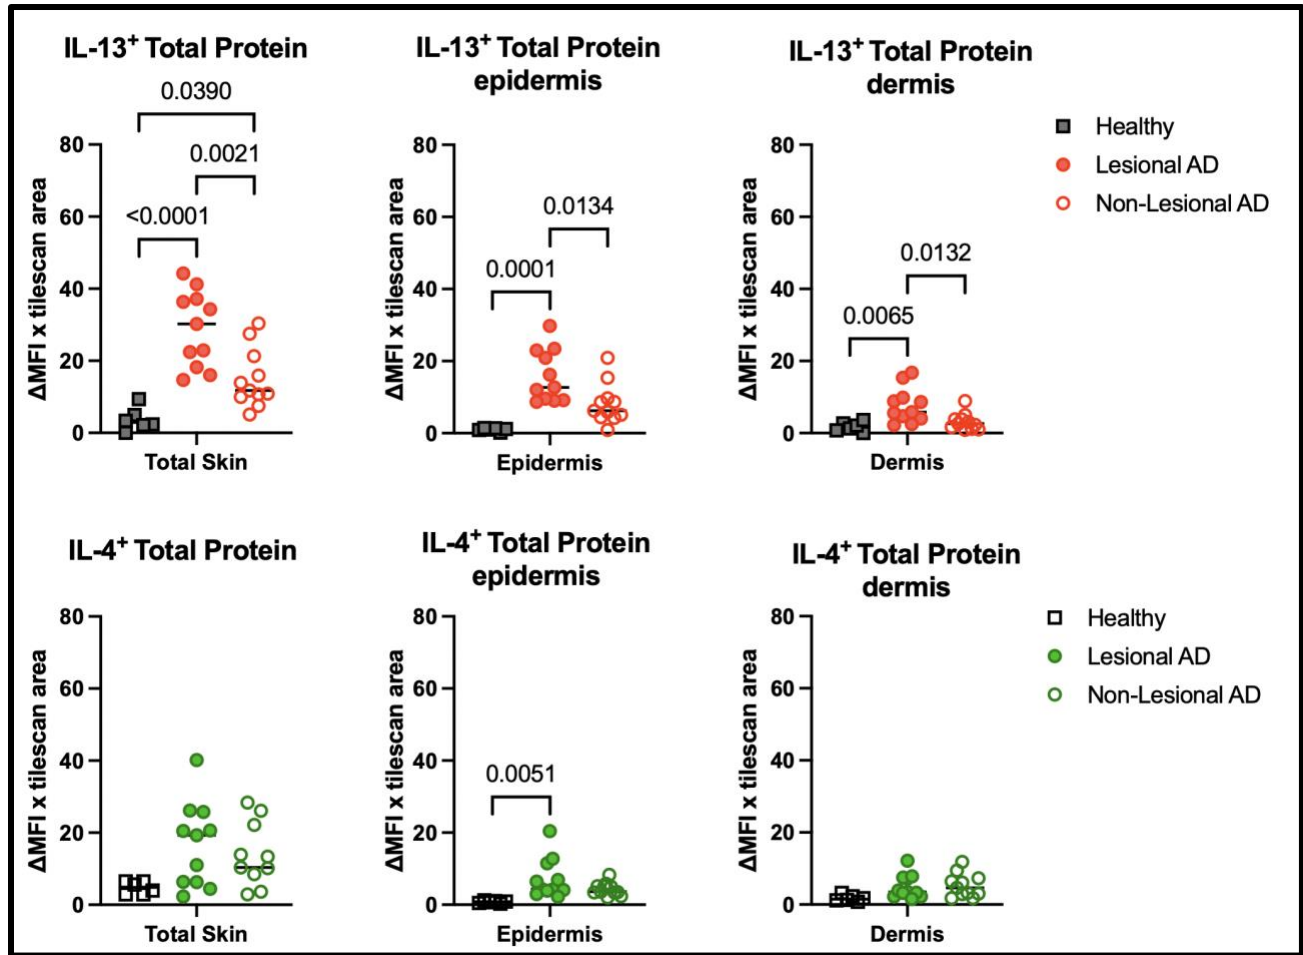 IL-13⁺ Total Protein
0.0390
0.0021
<0.0001
ΔMFI x tilescan area
80
60
40
20
0
Total Skin
IL-13⁺ Total Protein
epidermis
0.0134
0.0001
ΔMFI x tilescan area
80
60
40
20
0
Epidermis
IL-13⁺ Total Protein
dermis
0.0132
0.0065
ΔMFI x tilescan area
80
60
40
20
0
Dermis
Healthy
Lesional AD
Non-Lesional AD
IL-4⁺ Total Protein
ΔMFI x tilescan area
80
60
40
20
0
Total Skin
IL-4⁺ Total Protein
epidermis
0.0051
ΔMFI x tilescan area
80
60
40
20
0
Epidermis
IL-4⁺ Total Protein
dermis
ΔMFI x tilescan area
80
60
40
20
0
Dermis
Healthy
Lesional AD
Non-Lesional AD